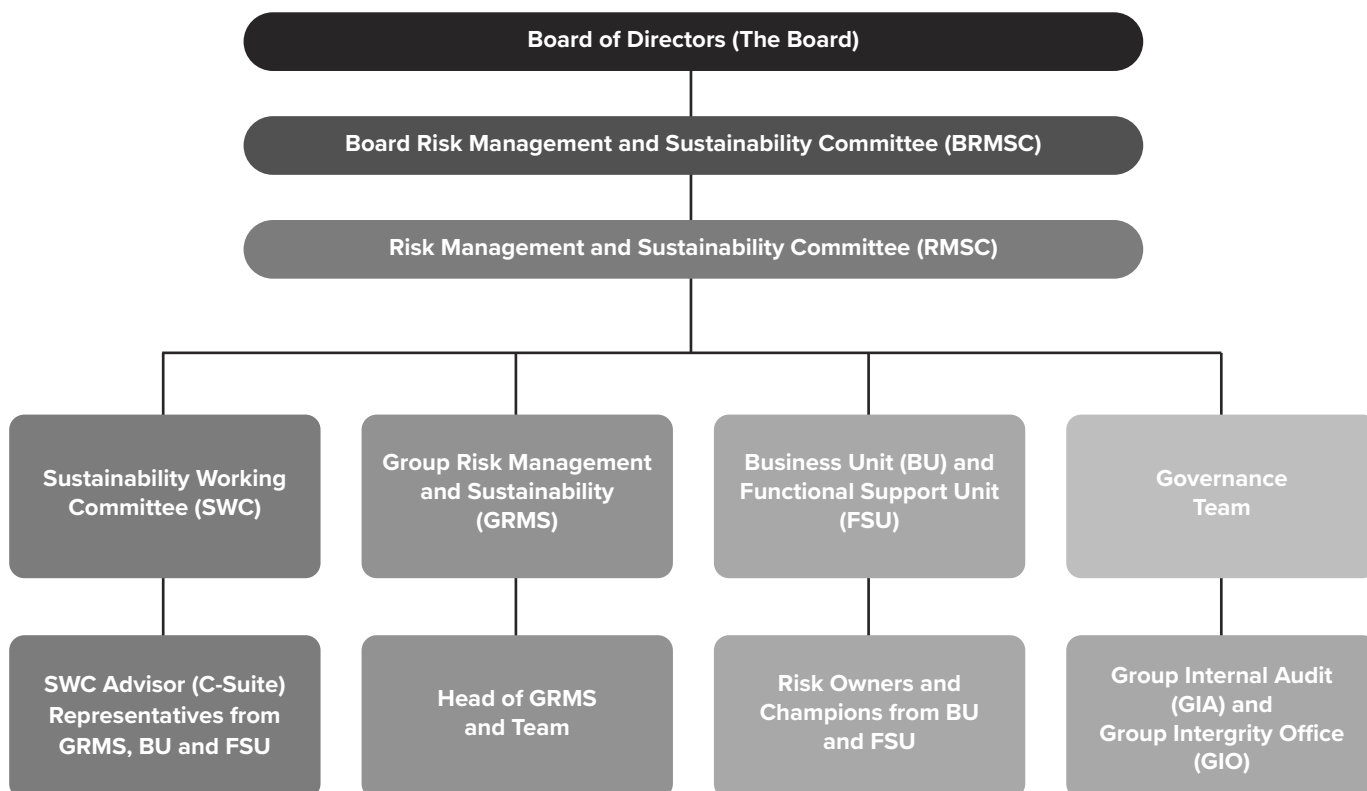 Board of Directors (The Board)
Board Risk Management and Sustainability Committee (BRMSC)
Risk Management and Sustainability Committee (RMSC)
Sustainability Working
Committee (SWC)
Group Risk Management
and Sustainability
(GRMS)
Business Unit (BU) and
Functional Support Unit
(FSU)
Governance
Team
SWC Advisor (C-Suite)
Representatives from
GRMS, BU and FSU
Head of GRMS
and Team
Risk Owners and
Champions from BU
and FSU
Group Internal Audit
(GIA) and
Group Intergrity Office
(GIO)